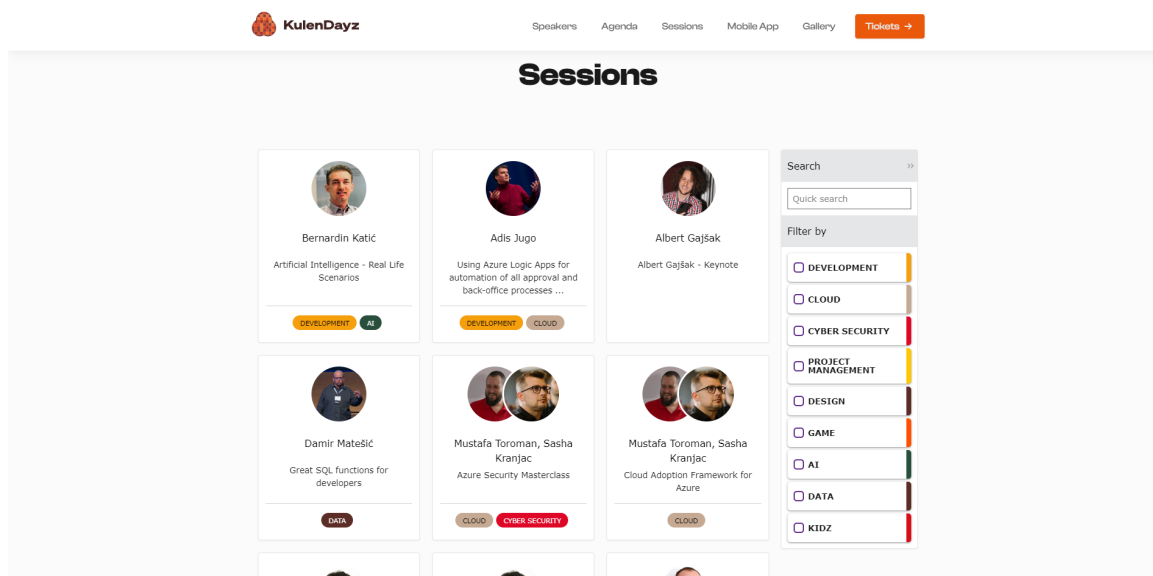 KulenDayz
Speakers Agenda Sessions Mobile App Gallery Tickets →
Sessions
Bernardin Katić
Artificial Intelligence - Real Life
Scenarios
DEVELOPMENT AI
Adis Jugo
Using Azure Logic Apps for
automation of all approval and
back-office processes ...
DEVELOPMENT CLOUD
Albert Gajšak
Albert Gajšak - Keynote
Damir Matešić
Great SQL functions for
developers
DATA
Mustafa Toroman, Sasha
Kranjac
Azure Security Masterclass
CLOUD CYBER SECURITY
Mustafa Toroman, Sasha
Kranjac
Cloud Adoption Framework for
Azure
CLOUD
Search »
Quick search
Filter by
DEVELOPMENT
CLOUD
CYBER SECURITY
PROJECT
MANAGEMENT
DESIGN
GAME
AI
DATA
KIDZ